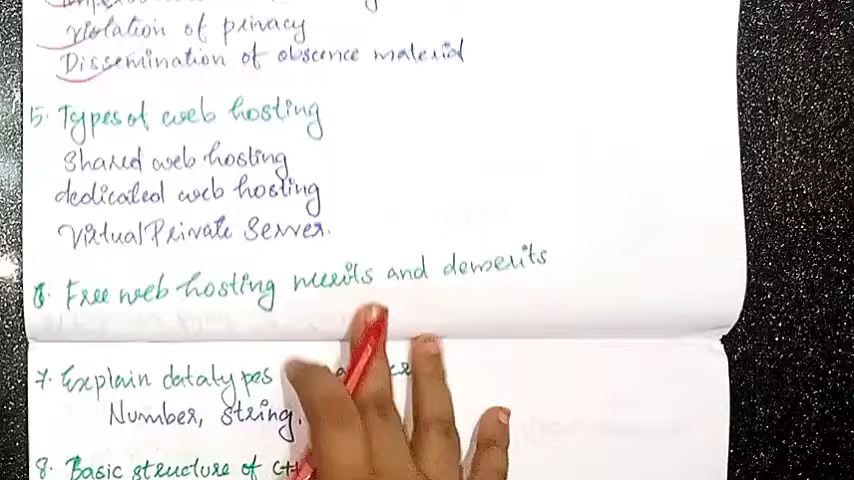 violation of privacy
Dissemination of obscence material
5. Types of web hosting
Shared web hosting
dedicated web hosting
Virtual Private Server.
6. Free web hosting merits and demerits
7. Explain datatypes
Number, string.
8. Basic structure of C++